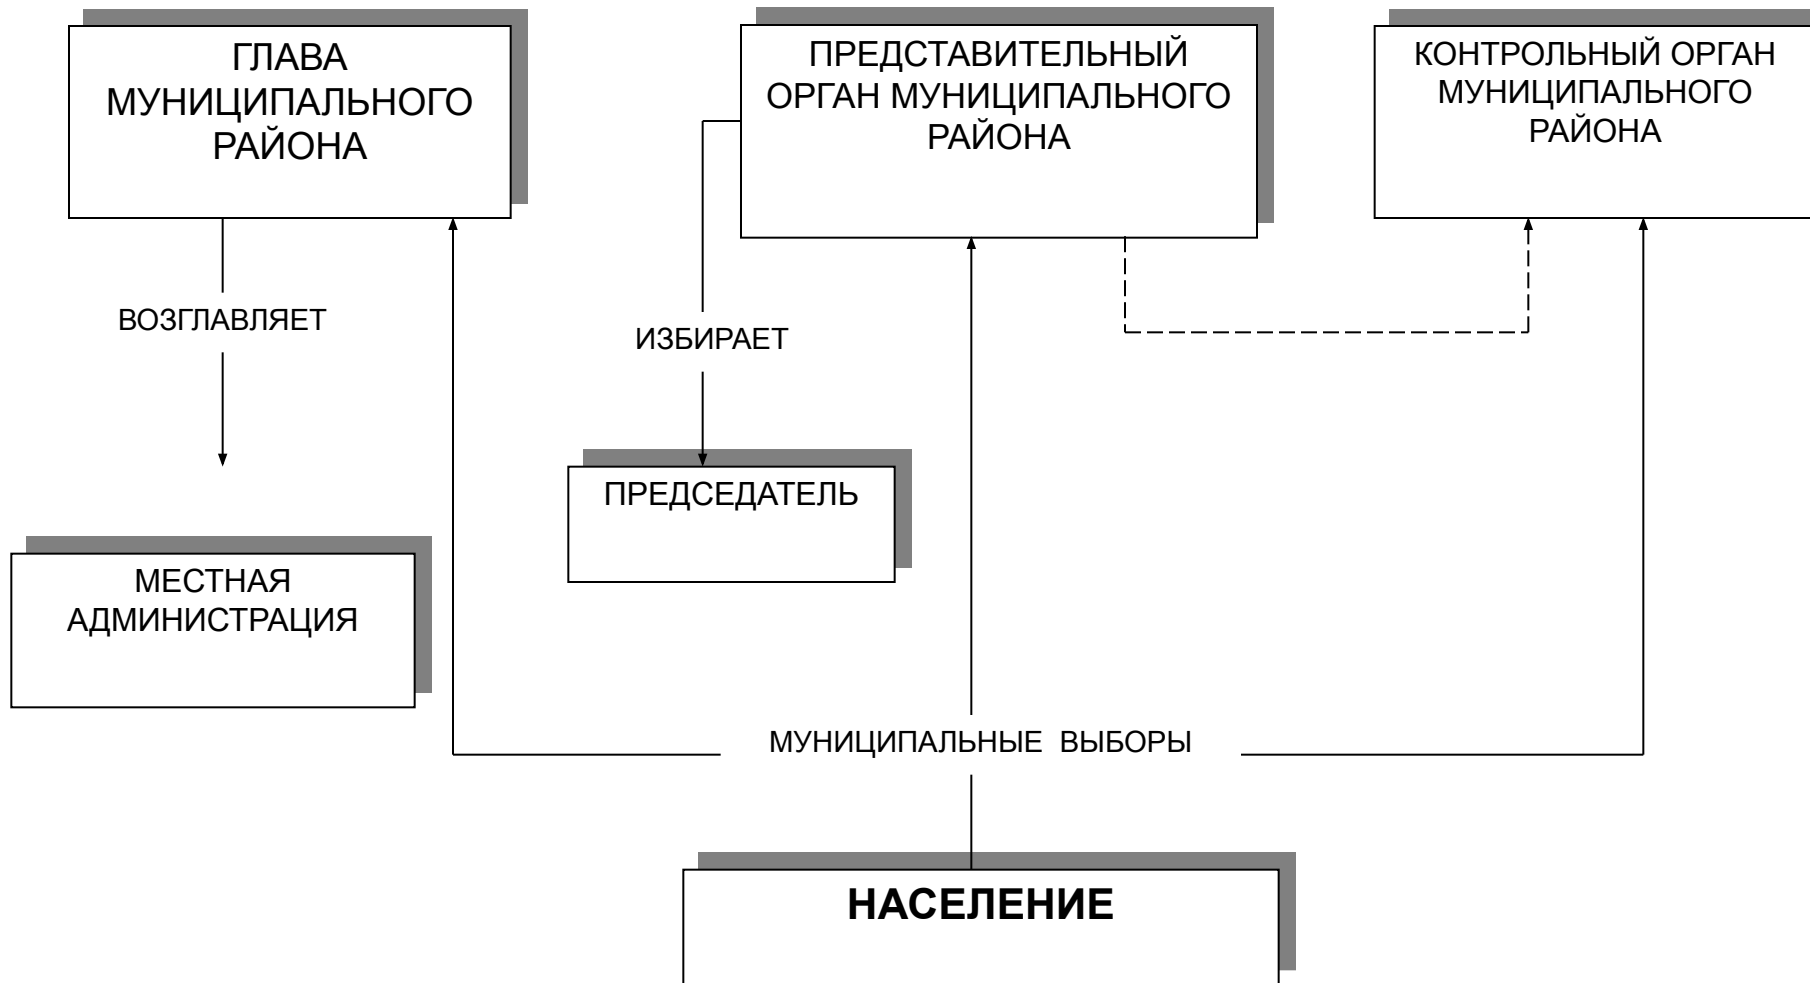 ГЛАВА
МУНИЦИПАЛЬНОГО
РАЙОНА
ПРЕДСТАВИТЕЛЬНЫЙ
ОРГАН МУНИЦИПАЛЬНОГО
РАЙОНА
КОНТРОЛЬНЫЙ ОРГАН
МУНИЦИПАЛЬНОГО
РАЙОНА
ВОЗГЛАВЛЯЕТ
ИЗБИРАЕТ
ПРЕДСЕДАТЕЛЬ
МЕСТНАЯ
АДМИНИСТРАЦИЯ
МУНИЦИПАЛЬНЫЕ ВЫБОРЫ
НАСЕЛЕНИЕ